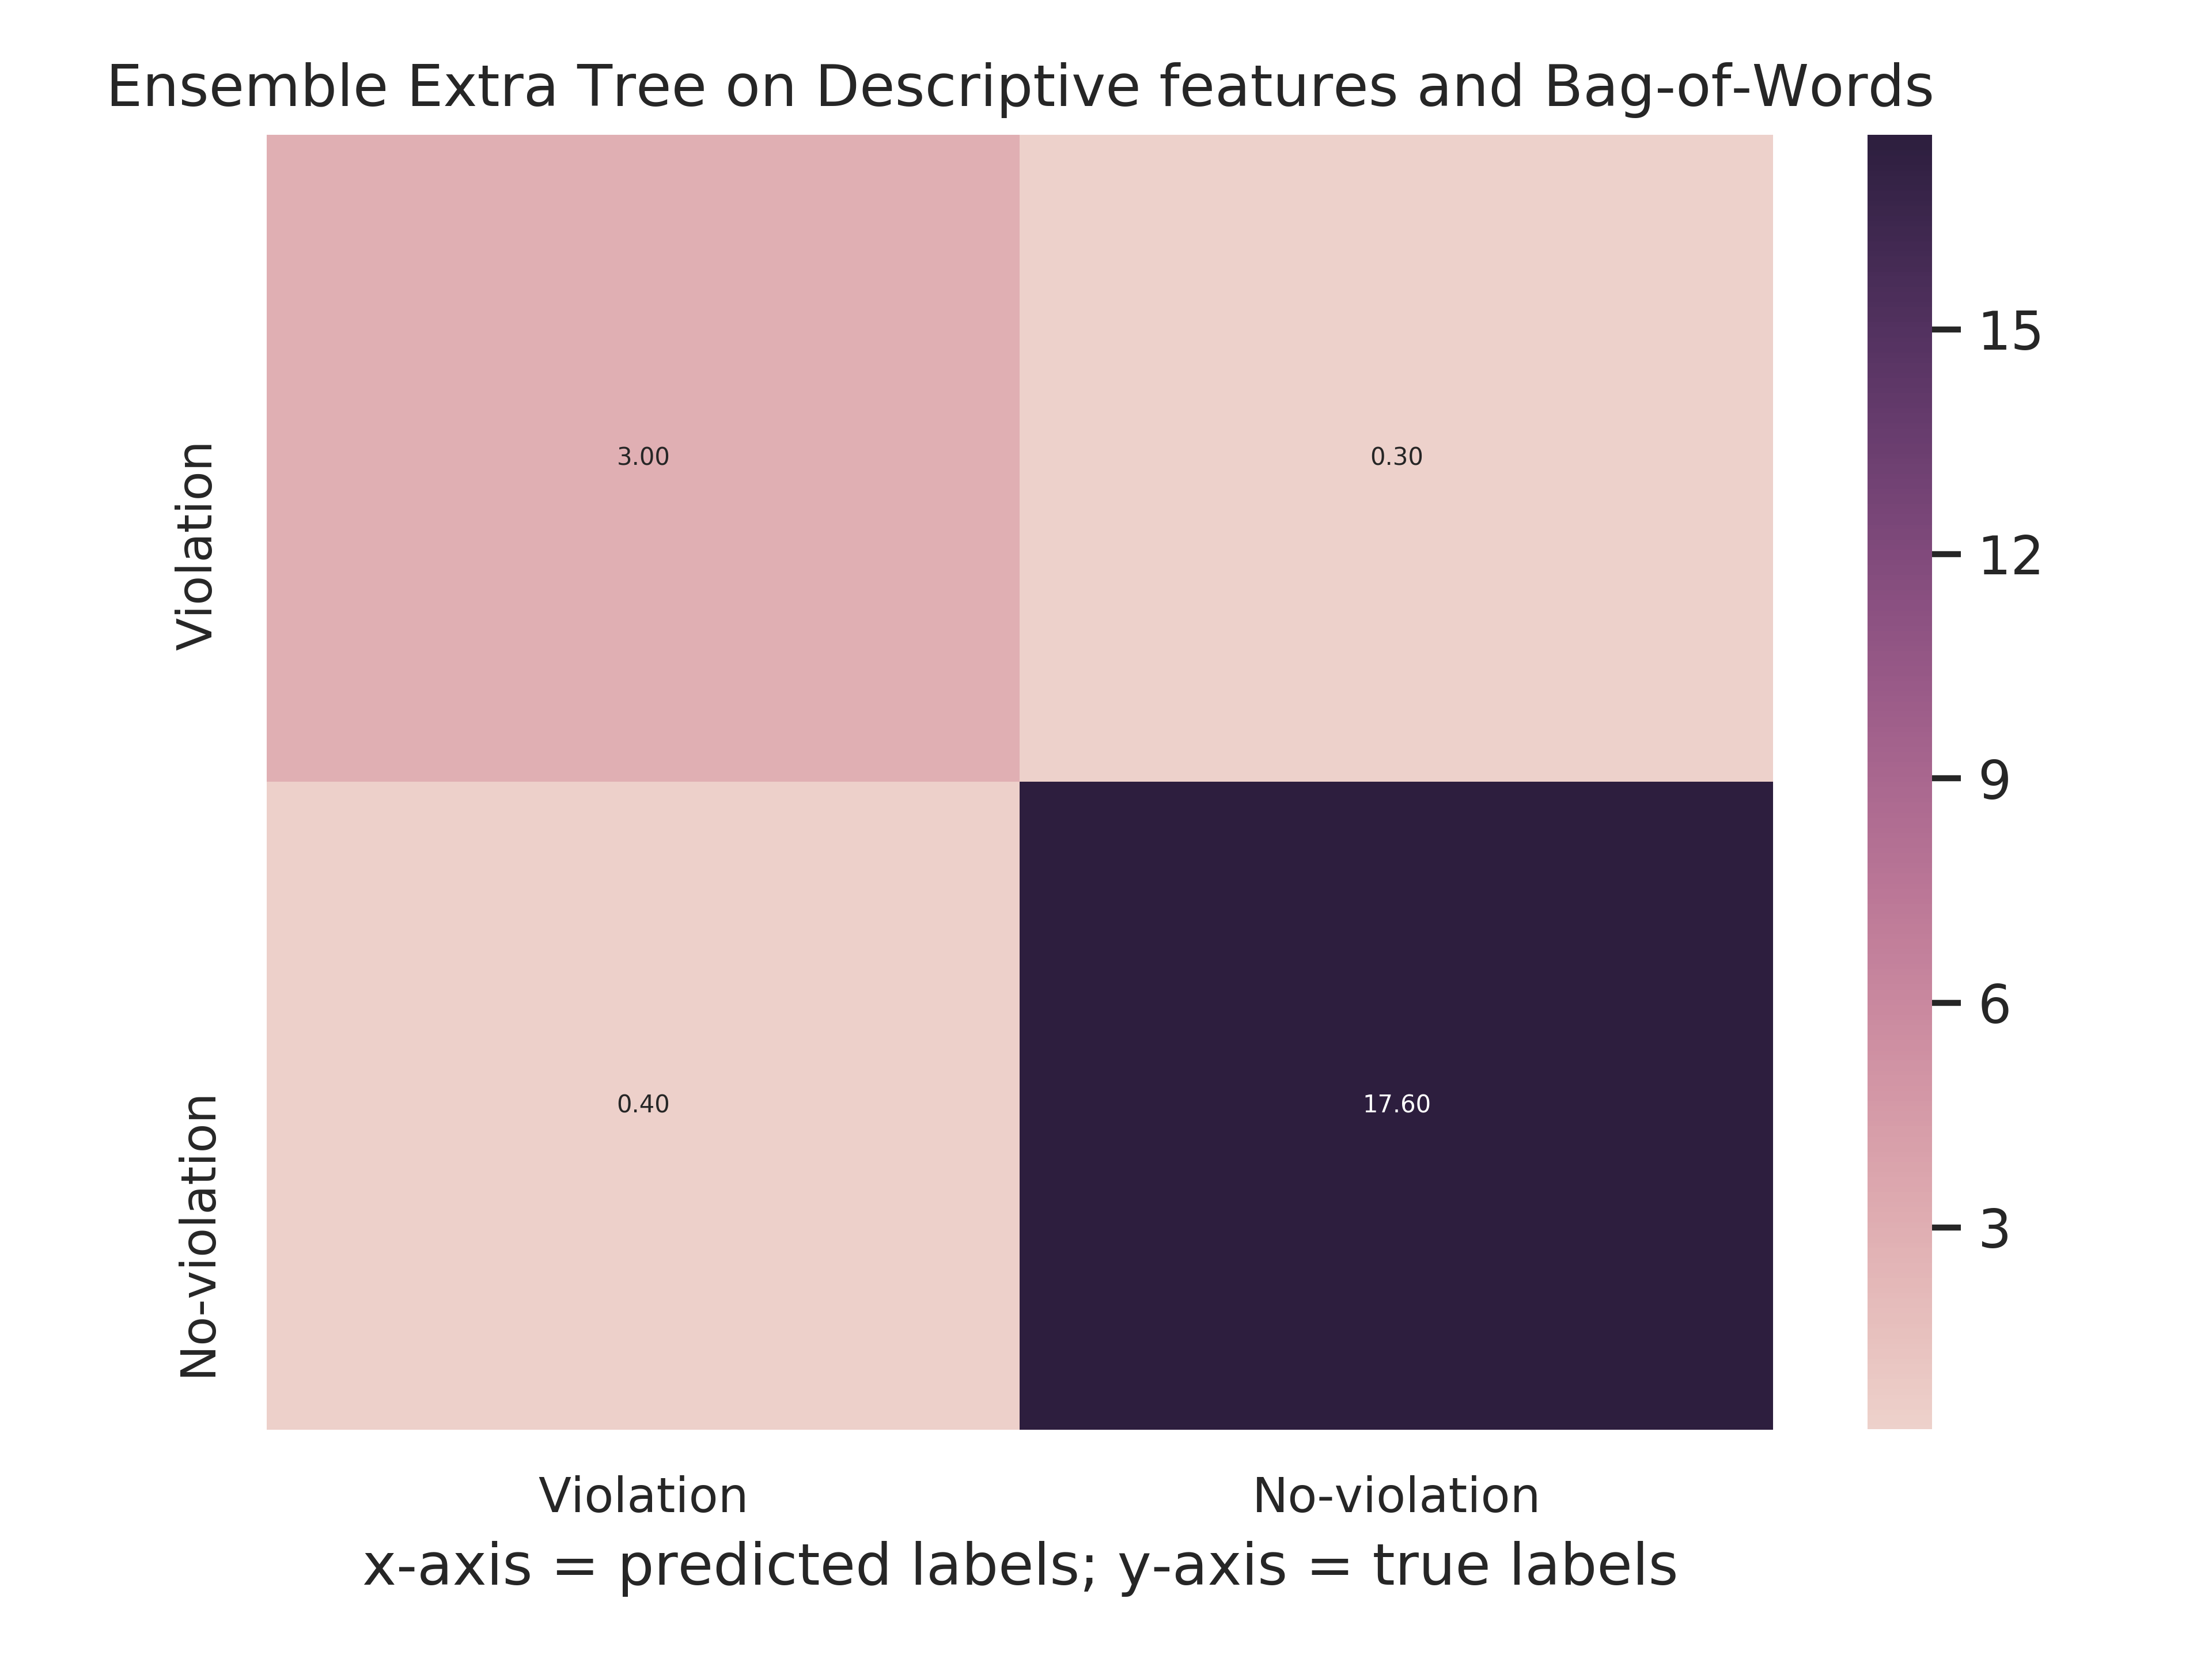 Ensemble Extra Tree on Descriptive features and Bag-of-Words
Violation
3.00
0.30
No-violation
0.40
17.60
Violation
No-violation
x-axis = predicted labels; y-axis = true labels
15
12
9
6
3